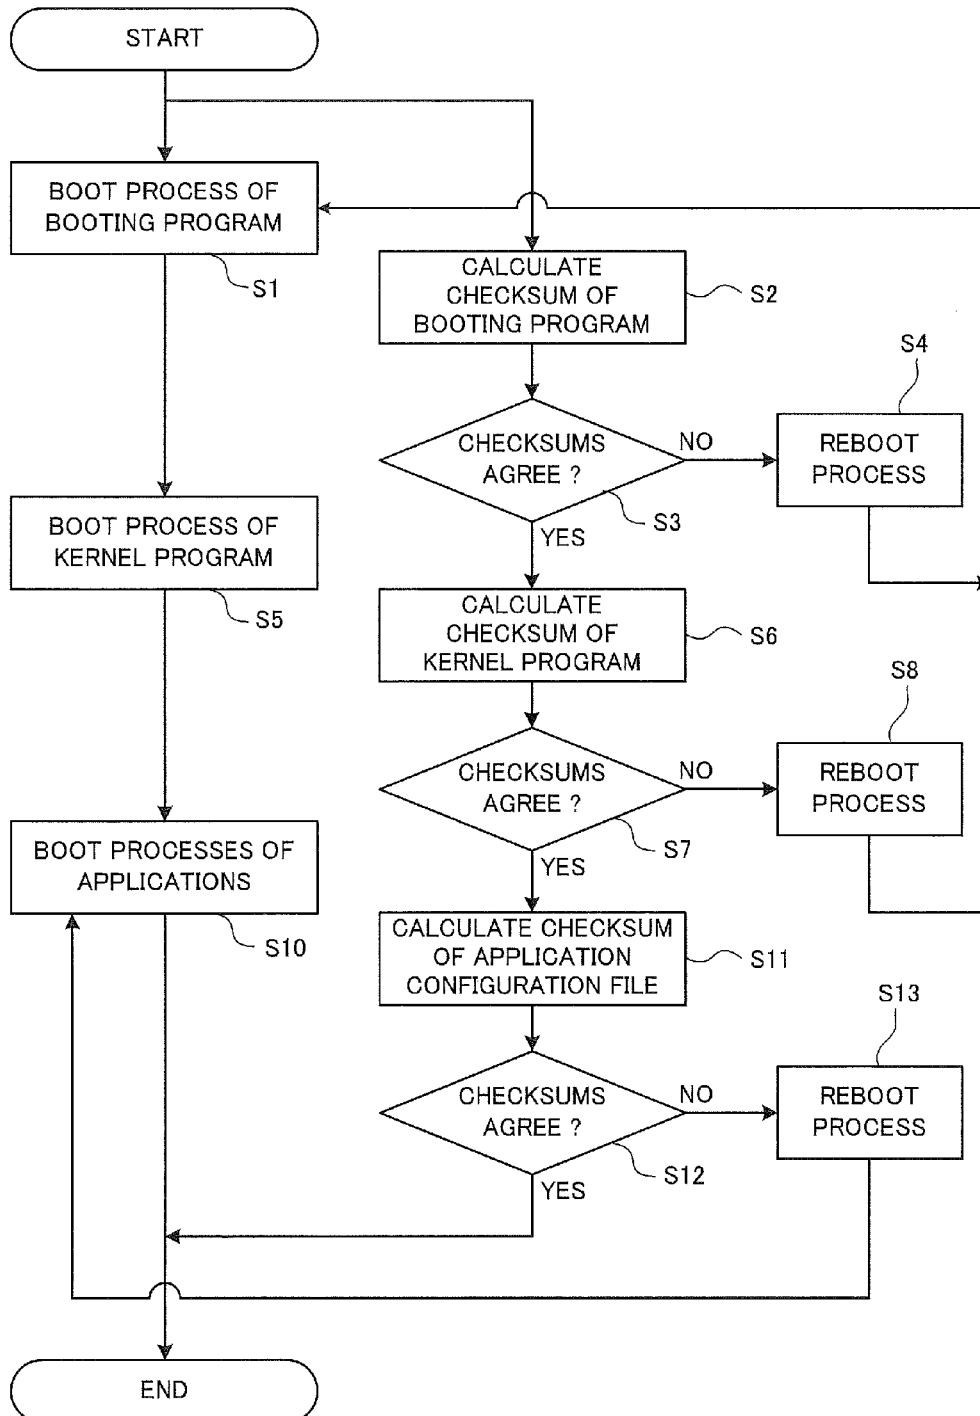 START
BOOT PROCESS OF
BOOTING PROGRAM
S1
CALCULATE
CHECKSUM OF
BOOTING PROGRAM
S2
CHECKSUMS
AGREE ?
S3
NO
YES
S4
REBOOT
PROCESS
BOOT PROCESS OF
KERNEL PROGRAM
S5
CALCULATE
CHECKSUM OF
KERNEL PROGRAM
S6
CHECKSUMS
AGREE ?
S7
NO
YES
S8
REBOOT
PROCESS
BOOT PROCESSES OF
APPLICATIONS
S10
CALCULATE CHECKSUM
OF APPLICATION
CONFIGURATION FILE
S11
CHECKSUMS
AGREE ?
S12
NO
YES
S13
REBOOT
PROCESS
END